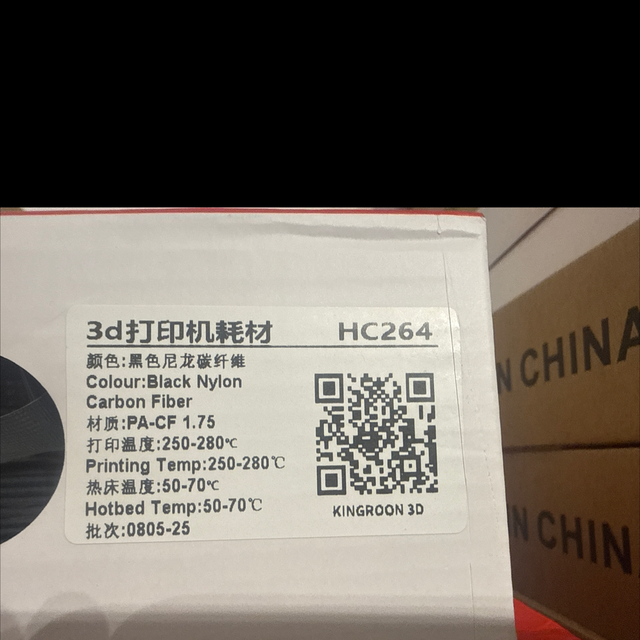 3d打印机耗材 HC264
颜色:黑色尼龙碳纤维
Colour:Black Nylon
Carbon Fiber
材质:PA-CF 1.75
打印温度:250-280℃
Printing Temp:250-280℃
热床温度:50-70℃
Hotbed Temp:50-70℃
批次:0805-25
KINGROON 3D
N CHINA
N CHIN